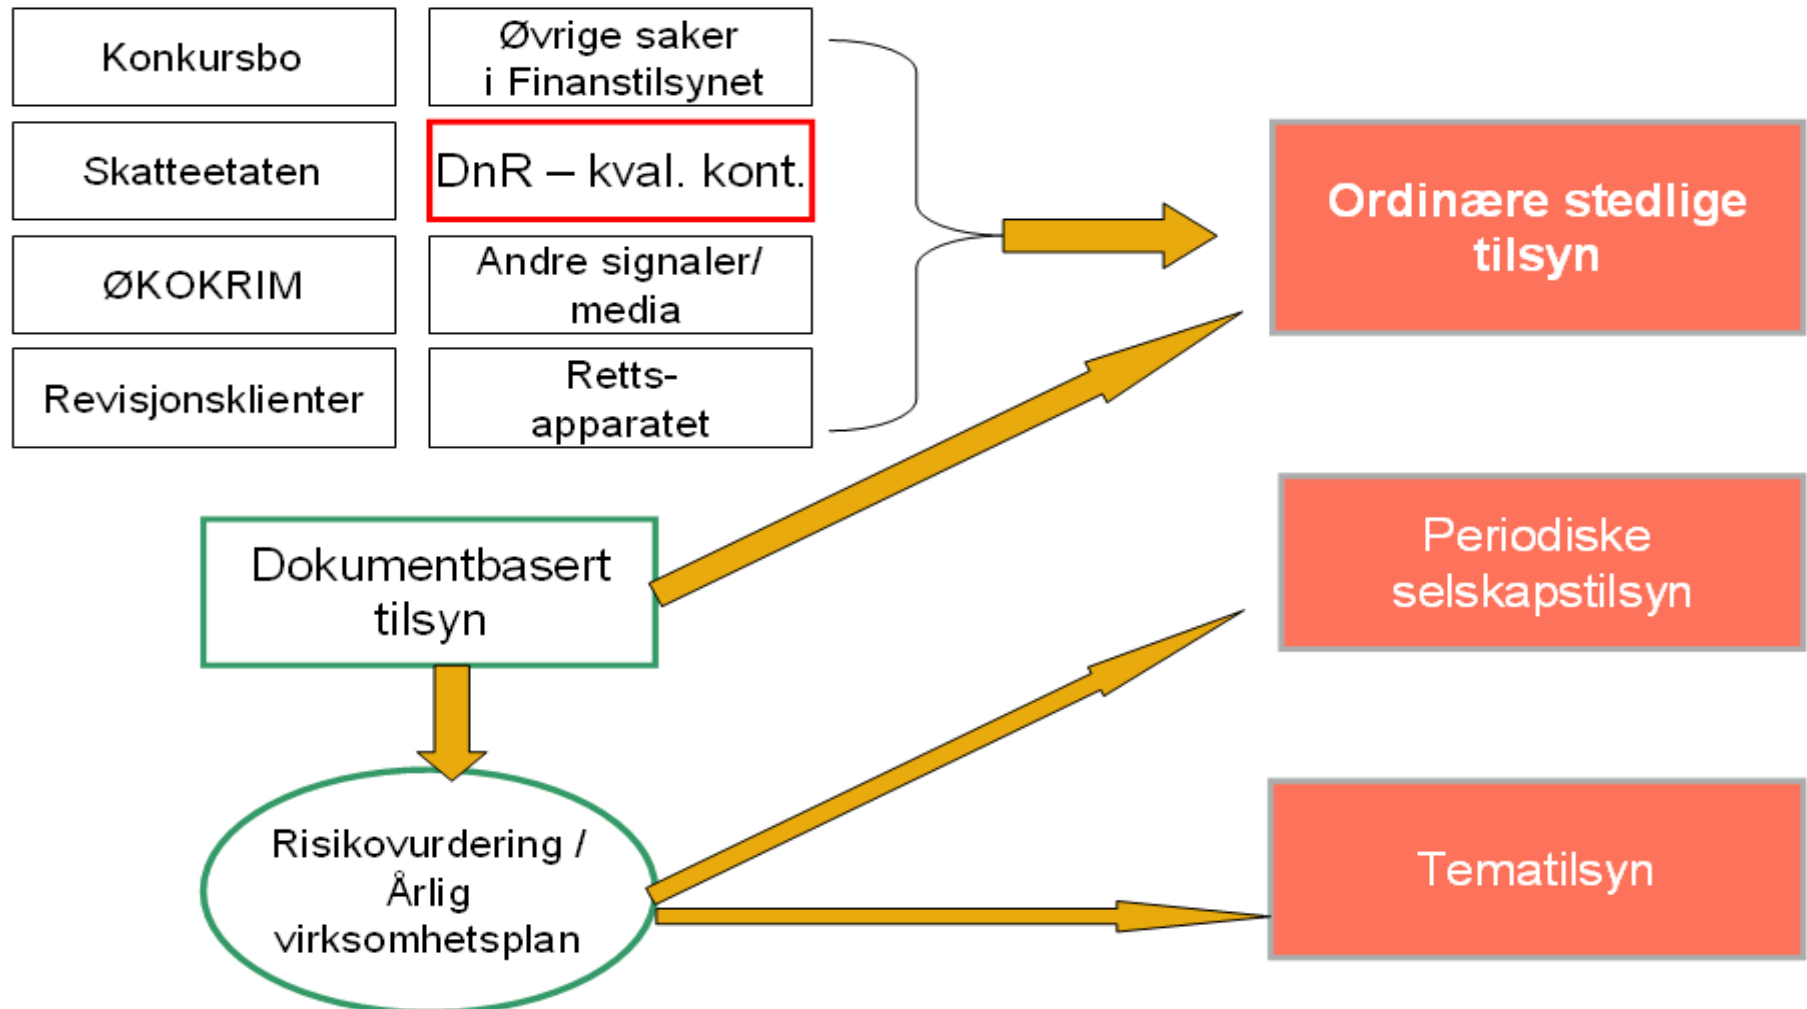 Konkursbo
Øvrige saker
i Finanstilsynet
Skatteetaten
DnR – kval. kont.
Ordinære stedlige
tilsyn
ØKOKRIM
Andre signaler/
media
Revisjonsklienter
Retts-
apparatet
Periodiske
selskapstilsyn
Dokumentbasert
tilsyn
Risikovurdering /
Årlig
virksomhetsplan
Tematilsyn